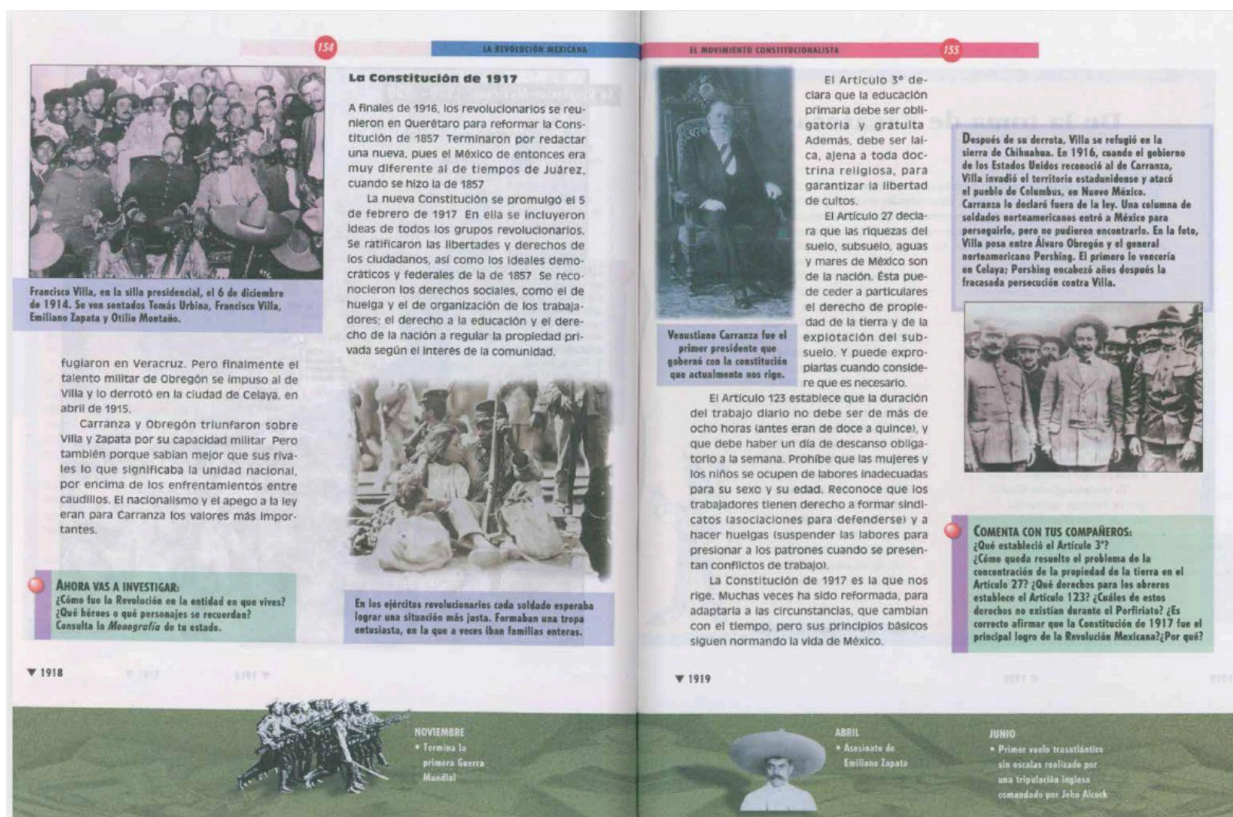 154
LA REVOLUCIÓN MEXICANA
Francisco Villa, en la silla presidencial, el 6 de diciembre
de 1914. Se ven sentados Tomás Urbina, Francisco Villa,
Emiliano Zapata y Otilio Montaño.
fugiaron en Veracruz. Pero finalmente el
talento militar de Obregón se impuso al de
Villa y lo derrotó en la ciudad de Celaya, en
abril de 1915.
Carranza y Obregón triunfaron sobre
Villa y Zapata por su capacidad militar Pero
también porque sabían mejor que sus riva-
les lo que significaba la unidad nacional,
por encima de los enfrentamientos entre
caudillos. El nacionalismo y el apego a la ley
eran para Carranza los valores más impor-
tantes.
AHORA VAS A INVESTIGAR:
¿Cómo fue la Revolución en la entidad en que vives?
¿Qué héroes o qué personajes se recuerdan?
Consulta la Monografía de tu estado.
La Constitución de 1917
A finales de 1916, los revolucionarios se reu-
nieron en Querétaro para reformar la Cons-
titución de 1857 Terminaron por redactar
una nueva, pues el México de entonces era
muy diferente al de tiempos de Juárez,
cuando se hizo la de 1857
La nueva Constitución se promulgó el 5
de febrero de 1917 En ella se incluyeron
ideas de todos los grupos revolucionarios.
Se ratificaron las libertades y derechos de
los ciudadanos, así como los ideales demo-
cráticos y federales de la de 1857 Se reco-
nocieron los derechos sociales, como el de
huelga y el de organización de los trabaja-
dores; el derecho a la educación y el dere-
cho de la nación a regular la propiedad pri-
vada según el interés de la comunidad.
En los ejércitos revolucionarios cada soldado esperaba
lograr una situación más justa. Formaban una tropa
entusiasta, en la que a veces iban familias enteras.
▼ 1918
NOVIEMBRE
• Termina la
primera Guerra
Mundial
EL MOVIMIENTO CONSTITUCIONALISTA
155
Venustiano Carranza fue el
primer presidente que
gobernó con la constitución
que actualmente nos rige.
El Artículo 3º de-
clara que la educación
primaria debe ser obli-
gatoria y gratuita
Además, debe ser lai-
ca, ajena a toda doc-
trina religiosa, para
garantizar la libertad
de cultos.
El Artículo 27 decla-
ra que las riquezas del
suelo, subsuelo, aguas
y mares de México son
de la nación. Ésta pue-
de ceder a particulares
el derecho de propie-
dad de la tierra y de la
explotación del sub-
suelo. Y puede expro-
piarlas cuando conside-
re que es necesario.
El Artículo 123 establece que la duración
del trabajo diario no debe ser de más de
ocho horas (antes eran de doce a quince), y
que debe haber un día de descanso obliga-
torio a la semana. Prohíbe que las mujeres y
los niños se ocupen de labores inadecuadas
para su sexo y su edad. Reconoce que los
trabajadores tienen derecho a formar sindi-
catos (asociaciones para defenderse) y a
hacer huelgas (suspender las labores para
presionar a los patrones cuando se presen-
tan conflictos de trabajo).
La Constitución de 1917 es la que nos
rige. Muchas veces ha sido reformada, para
adaptarla a las circunstancias, que cambian
con el tiempo, pero sus principios básicos
siguen normando la vida de México.
Después de su derrota, Villa se refugió en la
sierra de Chihuahua. En 1916, cuando el gobierno
de los Estados Unidos reconoció al de Carranza,
Villa invadió el territorio estadunidense y atacó
el pueblo de Columbus, en Nuevo México.
Carranza lo declaró fuera de la ley. Una columna de
soldados norteamericanos entró a México para
perseguirlo, pero no pudieron encontrarlo. En la foto,
Villa posa entre Álvaro Obregón y el general
norteamericano Pershing. El primero lo vencería
en Celaya; Pershing encabezó años después la
fracasada persecución contra Villa.
COMENTA CON TUS COMPAÑEROS:
¿Qué estableció el Artículo 3º?
¿Cómo queda resuelto el problema de la
concentración de la propiedad de la tierra en el
Artículo 27? ¿Qué derechos para los obreros
establece el Artículo 123? ¿Cuáles de estos
derechos no existían durante el Porfiriato? ¿Es
correcto afirmar que la Constitución de 1917 fue el
principal logro de la Revolución Mexicana?¿Por qué?
▼ 1919
ABRIL
• Asesinato de
Emiliano Zapata
JUNIO
• Primer vuelo trasatlántico
sin escalas realizado por
una tripulación inglesa
comandado por John Alcock